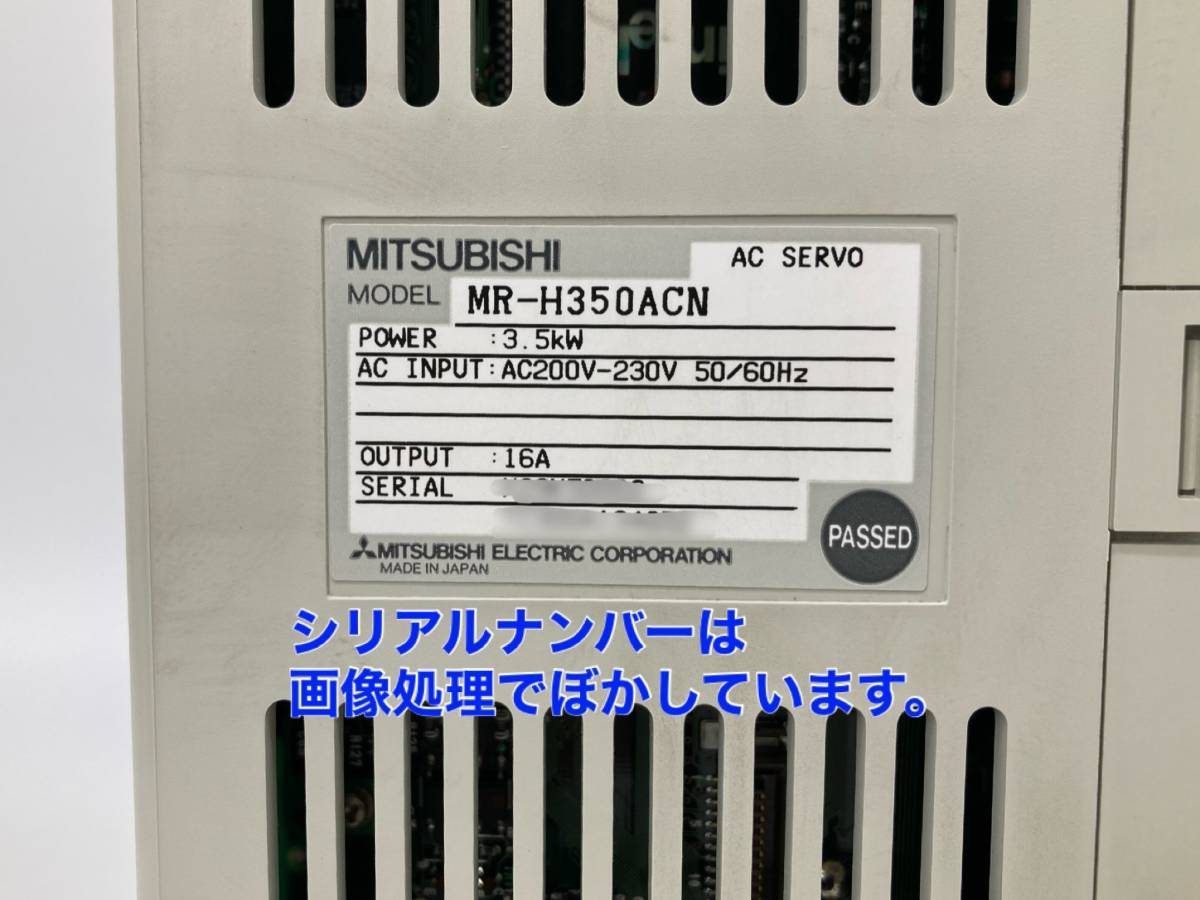 MITSUBISHI
AC SERVO
MODEL MR-H350ACN
POWER :3.5kW
AC INPUT:AC200V-230V 50/60Hz
OUTPUT :16A
SERIAL
PASSED
MITSUBISHI ELECTRIC CORPORATION
MADE IN JAPAN
シリアルナンバーは
画像処理でぼかしています。